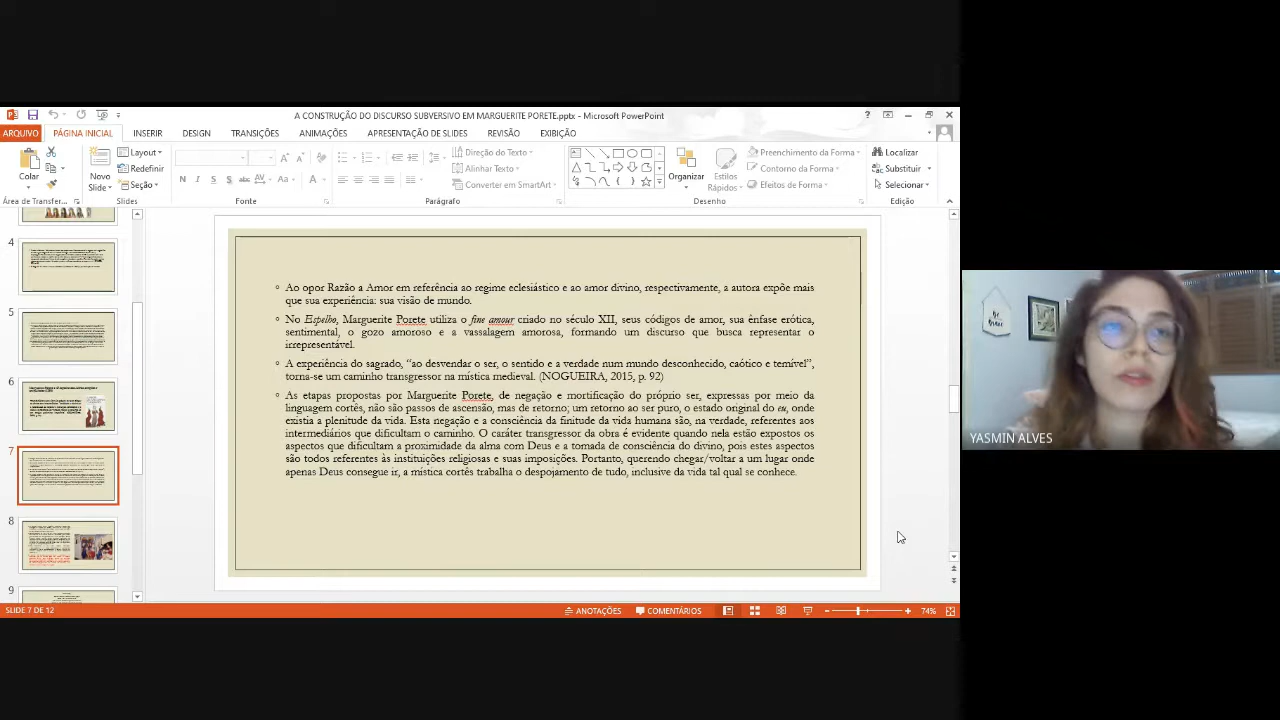 A CONSTRUÇÃO DO DISCURSO SUBVERSIVO EM MARGUERITE PORETE.pptx - Microsoft PowerPoint
ARQUIVO PÁGINA INICIAL INSERIR DESIGN TRANSIÇÕES ANIMAÇÕES APRESENTAÇÃO DE SLIDES REVISÃO EXIBIÇÃO
Colar
Novo Slide
Layout
Redefinir
Seção
N I S S abc AV Aa A
Direção do Texto
Alinhar Texto
Converter em SmartArt
Organizar
Estilos Rápidos
Preenchimento da Forma
Contorno da Forma
Efeitos de Forma
Localizar
Substituir
Selecionar
Área de Transfer... Slides Fonte Parágrafo Desenho Edição
4
5
6
7
8
9
Ao opor Razão a Amor em referência ao regime eclesiástico e ao amor divino, respectivamente, a autora expõe mais
que sua experiência: sua visão de mundo.
No Espelho, Marguerite Porete utiliza o fine amour criado no século XII, seus códigos de amor, sua ênfase erótica,
sentimental, o gozo amoroso e a vassalagem amorosa, formando um discurso que busca representar o
irrepresentável.
A experiência do sagrado, “ao desvendar o ser, o sentido e a verdade num mundo desconhecido, caótico e temível”,
torna-se um caminho transgressor na mística medieval. (NOGUEIRA, 2015, p. 92)
As etapas propostas por Marguerite Porete, de negação e mortificação do próprio ser, expressas por meio da
linguagem cortês, não são passos de ascensão, mas de retorno; um retorno ao ser puro, o estado original do eu, onde
existia a plenitude da vida. Esta negação e a consciência da finitude da vida humana são, na verdade, referentes aos
intermediários que dificultam o caminho. O caráter transgressor da obra é evidente quando nela estão expostos os
aspectos que dificultam a proximidade da alma com Deus e a tomada de consciência do divino, pois estes aspectos
são todos referentes às instituições religiosas e suas imposições. Portanto, querendo chegar/voltar a um lugar onde
apenas Deus consegue ir, a mística cortês trabalha o despojamento de tudo, inclusive da vida tal qual se conhece.
YASMIN ALVES
SLIDE 7 DE 12 ANOTAÇÕES COMENTÁRIOS 74%